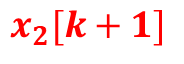 x₂[k + 1]